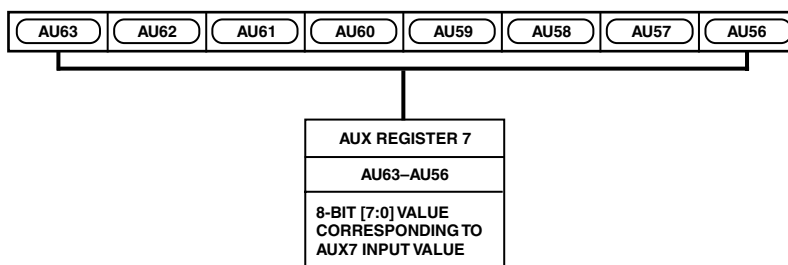 AU63 AU62 AU61 AU60 AU59 AU58 AU57 AU56
AUX REGISTER 7
AU63–AU56
8-BIT [7:0] VALUE
CORRESPONDING TO
AUX7 INPUT VALUE